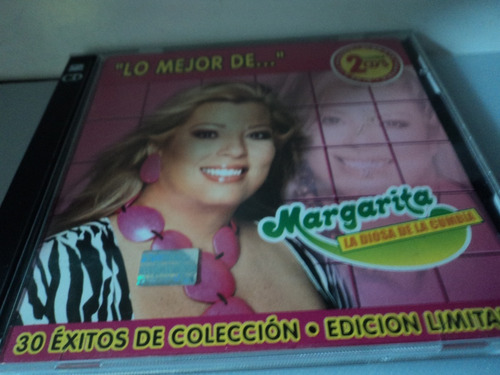 "LO MEJOR DE..."
2 CD'S
Margarita
LA DIOSA DE LA CUMBIA
30 ÉXITOS DE COLECCIÓN • EDICION LIMITA